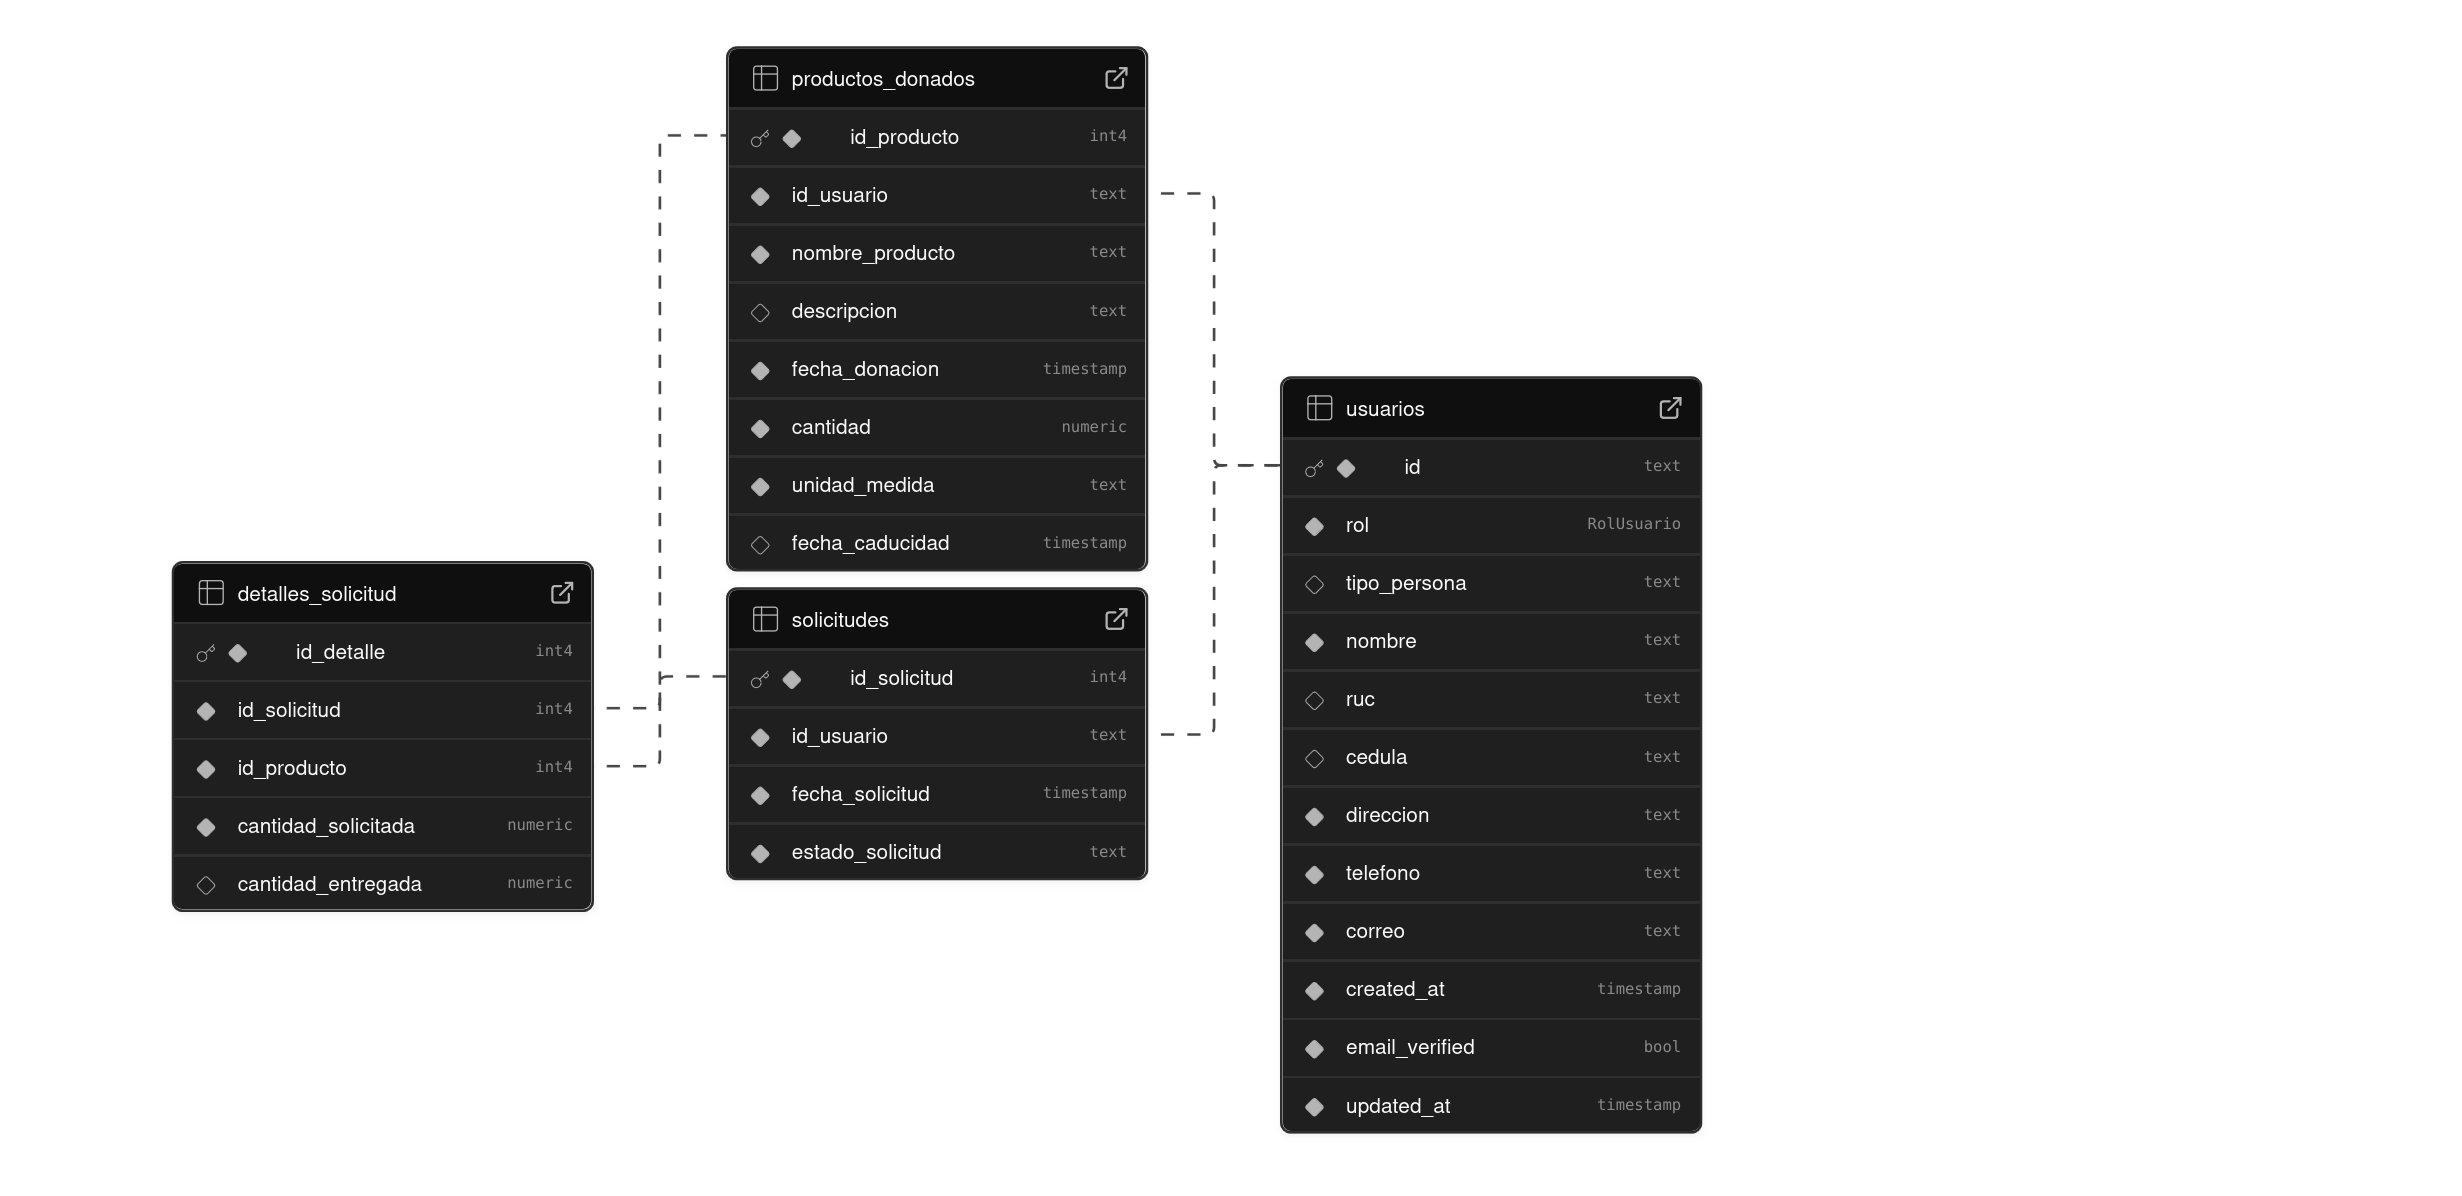 productos_donados
id_producto int4
id_usuario text
nombre_producto text
descripcion text
fecha_donacion timestamp
cantidad numeric
unidad_medida text
fecha_caducidad timestamp
detalles_solicitud
id_detalle int4
id_solicitud int4
id_producto int4
cantidad_solicitada numeric
cantidad_entregada numeric
solicitudes
id_solicitud int4
id_usuario text
fecha_solicitud timestamp
estado_solicitud text
usuarios
id text
rol RolUsuario
tipo_persona text
nombre text
ruc text
cedula text
direccion text
telefono text
correo text
created_at timestamp
email_verified bool
updated_at timestamp